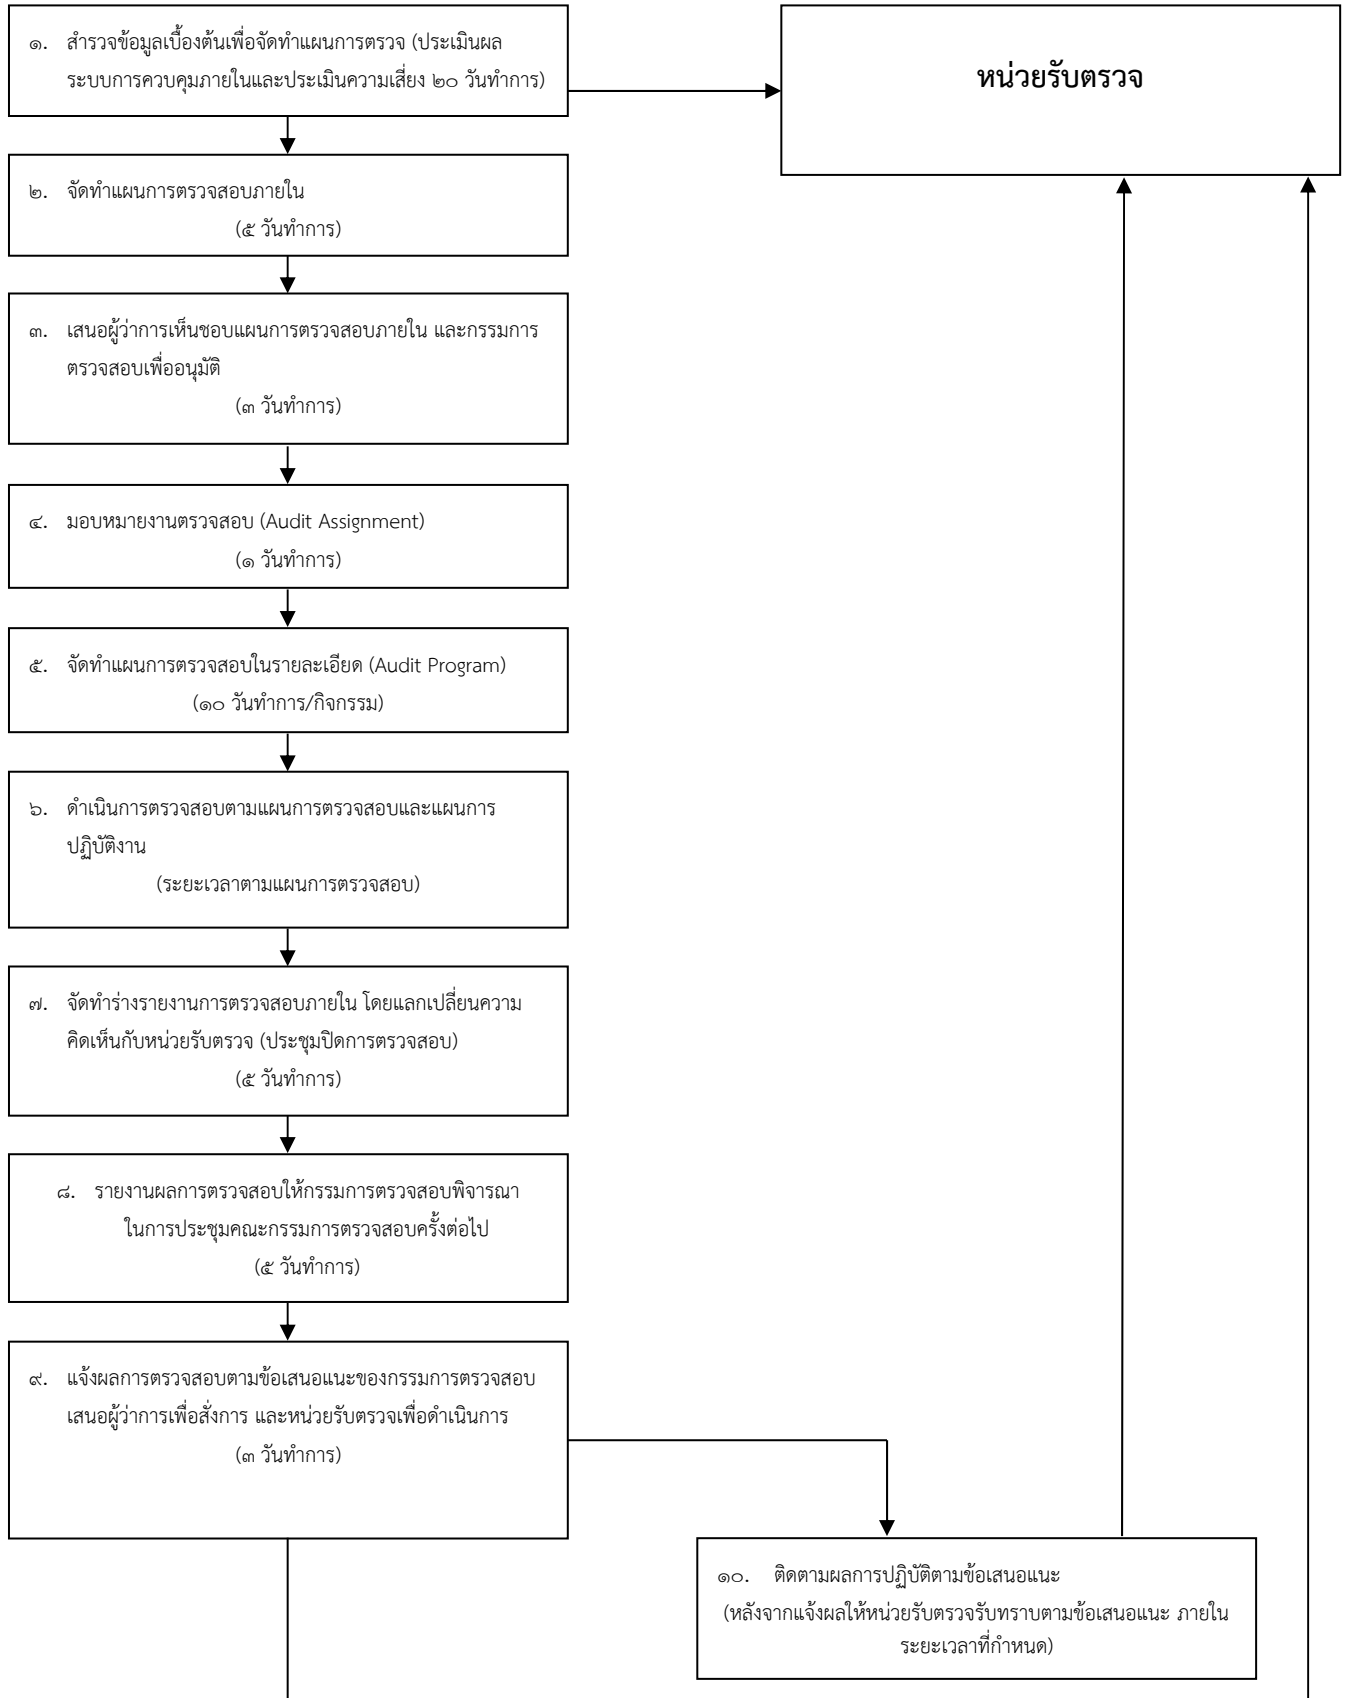 ๑. สำรวจข้อมูลเบื้องต้นเพื่อจัดทำแผนการตรวจ (ประเมินผล
ระบบการควบคุมภายในและประเมินความเสี่ยง ๒๐ วันทำการ)
หน่วยรับตรวจ
๒. จัดทำแผนการตรวจสอบภายใน
(๕ วันทำการ)
๓. เสนอผู้ว่าการเห็นชอบแผนการตรวจสอบภายใน และกรรมการ
ตรวจสอบเพื่ออนุมัติ
(๓ วันทำการ)
๔. มอบหมายงานตรวจสอบ (Audit Assignment)
(๑ วันทำการ)
๕. จัดทำแผนการตรวจสอบในรายละเอียด (Audit Program)
(๑๐ วันทำการ/กิจกรรม)
๖. ดำเนินการตรวจสอบตามแผนการตรวจสอบและแผนการ
ปฏิบัติงาน
(ระยะเวลาตามแผนการตรวจสอบ)
๗. จัดทำร่างรายงานการตรวจสอบภายใน โดยแลกเปลี่ยนความ
คิดเห็นกับหน่วยรับตรวจ (ประชุมปิดการตรวจสอบ)
(๕ วันทำการ)
๘. รายงานผลการตรวจสอบให้กรรมการตรวจสอบพิจารณา
ในการประชุมคณะกรรมการตรวจสอบครั้งต่อไป
(๕ วันทำการ)
๙. แจ้งผลการตรวจสอบตามข้อเสนอแนะของกรรมการตรวจสอบ
เสนอผู้ว่าการเพื่อสั่งการ และหน่วยรับตรวจเพื่อดำเนินการ
(๓ วันทำการ)
๑๐. ติดตามผลการปฏิบัติตามข้อเสนอแนะ
(หลังจากแจ้งผลให้หน่วยรับตรวจรับทราบตามข้อเสนอแนะ ภายใน
ระยะเวลาที่กำหนด)